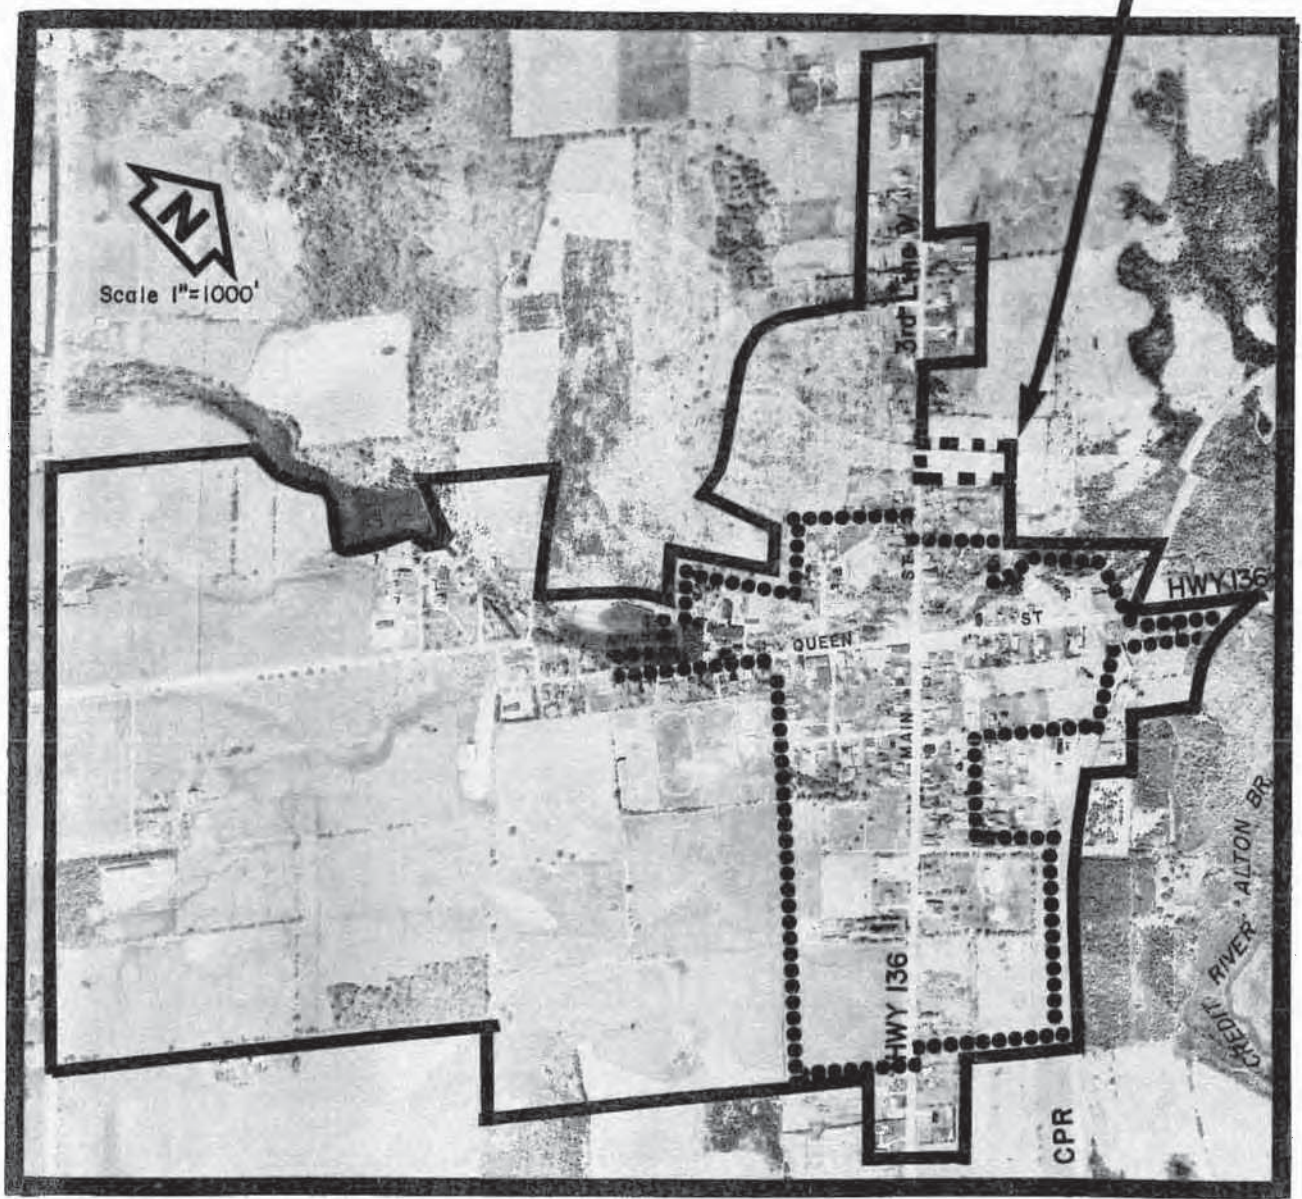 N
Scale 1"=1000'
3rd Line W
HWY 136
ST
QUEEN
ST
MAIN
ALTON BR.
RIVER
CREDIT
HWY 136
CPR